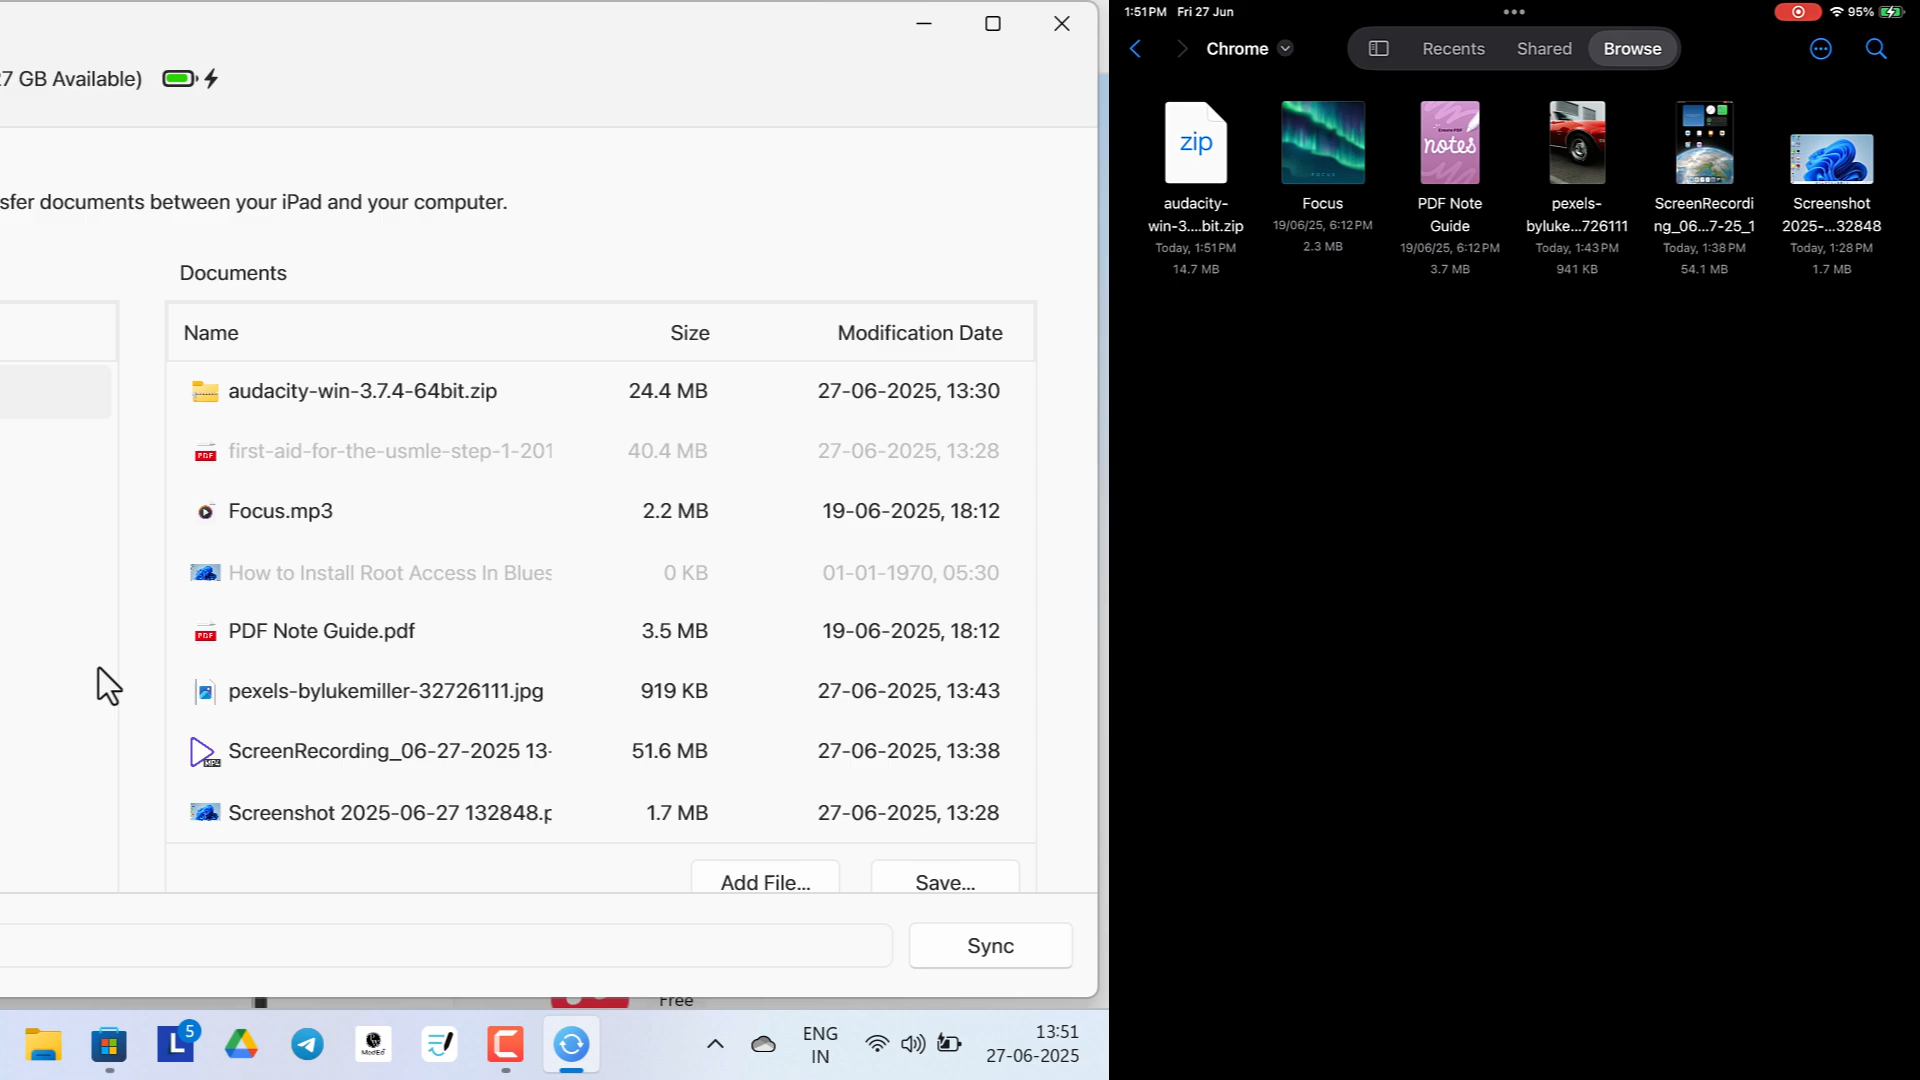 7 GB Available)
sfer documents between your iPad and your computer.
Documents
Name Size Modification Date
audacity-win-3.7.4-64bit.zip 24.4 MB 27-06-2025, 13:30
PDF first-aid-for-the-usmle-step-1-201 40.4 MB 27-06-2025, 13:28
Focus.mp3 2.2 MB 19-06-2025, 18:12
How to Install Root Access In Blues 0 KB 01-01-1970, 05:30
PDF PDF Note Guide.pdf 3.5 MB 19-06-2025, 18:12
pexels-bylukemiller-32726111.jpg 919 KB 27-06-2025, 13:43
MP4 ScreenRecording_06-27-2025 13- 51.6 MB 27-06-2025, 13:38
Screenshot 2025-06-27 132848.p 1.7 MB 27-06-2025, 13:28
Add File... Save...
Sync
Free
L 5
ModEd
ENG
IN
13:51
27-06-2025
1:51 PM Fri 27 Jun 95%
Chrome Recents Shared Browse
zip
audacity-
win-3....bit.zip
Today, 1:51 PM
14.7 MB
FOCUS
Focus
19/06/25, 6:12 PM
2.3 MB
Create PDF
notes
PDF Note
Guide
19/06/25, 6:12 PM
3.7 MB
pexels-
byluke...726111
Today, 1:43 PM
941 KB
ScreenRecordi
ng_06...7-25_1
Today, 1:38 PM
54.1 MB
Screenshot
2025-...32848
Today, 1:28 PM
1.7 MB